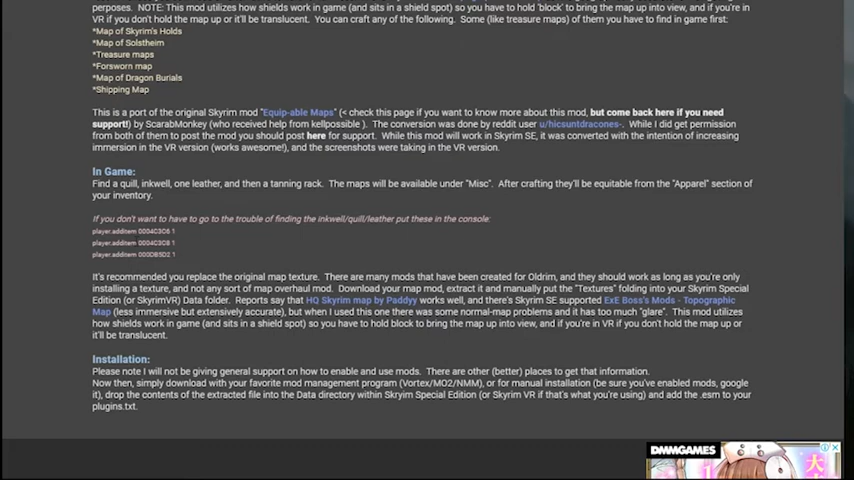 purposes. NOTE: This mod utilizes how shields work in game (and sits in a shield spot) so you have to hold 'block' to bring the map up into view, and if you're in
VR if you don't hold the map up or it'll be translucent. You can craft any of the following. Some (like treasure maps) of them you have to find in game first:
*Map of Skyrim's Holds
*Map of Solstheim
*Treasure maps
*Forsworn map
*Map of Dragon Burials
*Shipping Map
This is a port of the original Skyrim mod "Equip-able Maps" (< check this page if you want to know more about this mod, but come back here if you need
support!) by ScarabMonkey (who received help from kellpossible ). The conversion was done by reddit user u/hicsuntdracones-. While I did get permission
from both of them to post the mod you should post here for support. While this mod will work in Skyrim SE, it was converted with the intention of increasing
immersion in the VR version (works awesome!), and the screenshots were taking in the VR version.
In Game:
Find a quill, inkwell, one leather, and then a tanning rack. The maps will be available under "Misc". After crafting they'll be equitable from the "Apparel" section of
your inventory.
If you don't want to have to go to the trouble of finding the inkwell/quill/leather put these in the console:
player.additem 0004C3C6 1
player.additem 0004C3C8 1
player.additem 000DB5D2 1
It's recommended you replace the original map texture. There are many mods that have been created for Oldrim, and they should work as long as you're only
installing a texture, and not any sort of map overhaul mod. Download your map mod, extract it and manually put the "Textures" folding into your Skyrim Special
Edition (or SkyrimVR) Data folder. Reports say that HQ Skyrim map by Paddyy works well, and there's Skyrim SE supported ExE Boss's Mods - Topographic
Map (less immersive but extensively accurate), but when I used this one there was some normal-map problems and it has too much "glare". This mod utilizes
how shields work in game (and sits in a shield spot) so you have to hold block to bring the map up into view, and if you're in VR if you don't hold the map up or
it'll be translucent.
Installation:
Please note I will not be giving general support on how to enable and use mods. There are other (better) places to get that information.
Now then, simply download with your favorite mod management program (Vortex/MO2/NMM), or for manual installation (be sure you've enabled mods, google
it), drop the contents of the extracted file into the Data directory within Skryim Special Edition (or Skyrim VR if that's what you're using) and add the .esm to your
plugins.txt.
DMMGAMES